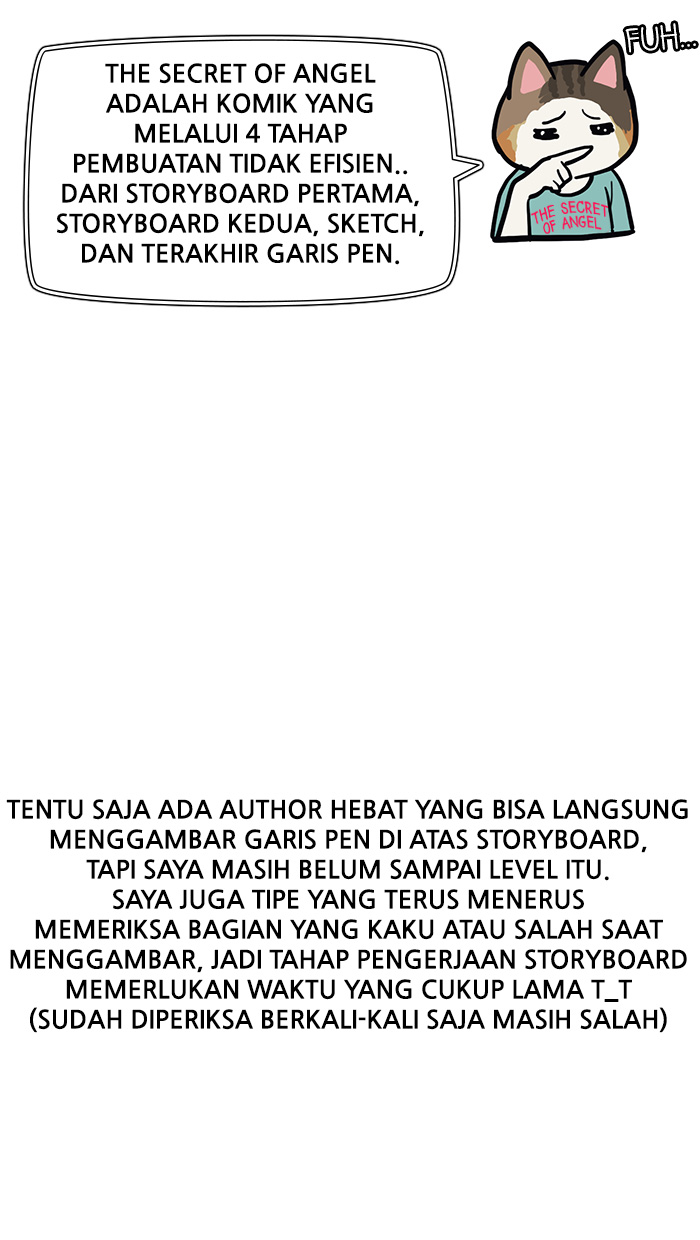 FUH...
THE SECRET OF ANGEL
ADALAH KOMIK YANG
MELALUI 4 TAHAP
PEMBUATAN TIDAK EFISIEN..
DARI STORYBOARD PERTAMA,
STORYBOARD KEDUA, SKETCH,
DAN TERAKHIR GARIS PEN.
THE SECRET
OF ANGEL
TENTU SAJA ADA AUTHOR HEBAT YANG BISA LANGSUNG
MENGGAMBAR GARIS PEN DI ATAS STORYBOARD,
TAPI SAYA MASIH BELUM SAMPAI LEVEL ITU.
SAYA JUGA TIPE YANG TERUS MENERUS
MEMERIKSA BAGIAN YANG KAKU ATAU SALAH SAAT
MENGGAMBAR, JADI TAHAP PENGERJAAN STORYBOARD
MEMERLUKAN WAKTU YANG CUKUP LAMA T_T
(SUDAH DIPERIKSA BERKALI-KALI SAJA MASIH SALAH)